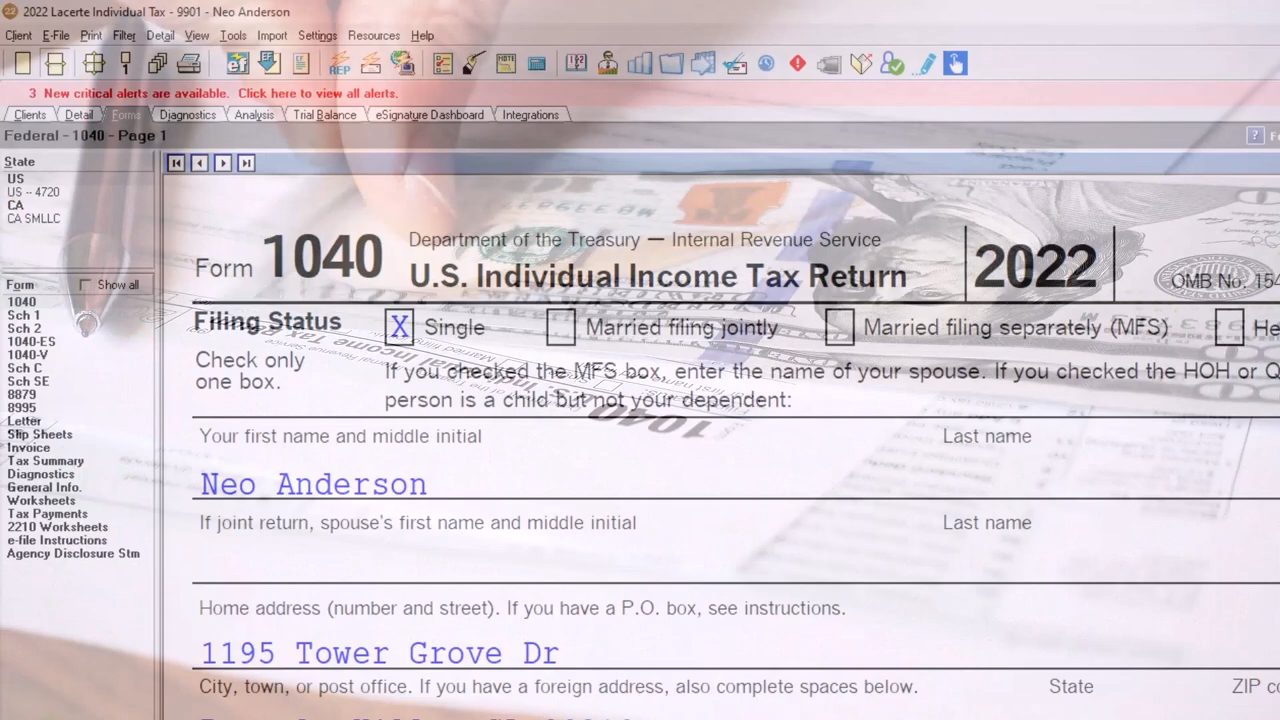 2022 Lacerte Individual Tax - 9901 - Neo Anderson
Client E-File Print Filter Detail View Tools Import Settings Resources Help
3 New critical alerts are available. Click here to view all alerts.
Clients Detail Forms Diagnostics Analysis Trial Balance eSignature Dashboard Integrations
Federal - 1040 - Page 1
State
US
US -- 4720
CA
CA SMLLC
Form Show all
1040
Sch 1
Sch 2
1040-ES
1040-V
Sch C
Sch SE
8879
8995
Letter
Slip Sheets
Invoice
Tax Summary
Diagnostics
General Info.
Worksheets
Tax Payments
2210 Worksheets
e-file Instructions
Agency Disclosure Stm
Form 1040 Department of the Treasury — Internal Revenue Service
U.S. Individual Income Tax Return 2022 OMB No. 154
Filing Status X Single Married filing jointly Married filing separately (MFS) He
Check only
one box.
If you checked the MFS box, enter the name of your spouse. If you checked the HOH or Q
person is a child but not your dependent:
Your first name and middle initial Last name
Neo Anderson
If joint return, spouse's first name and middle initial Last name
Home address (number and street). If you have a P.O. box, see instructions.
1195 Tower Grove Dr
City, town, or post office. If you have a foreign address, also complete spaces below. State ZIP co